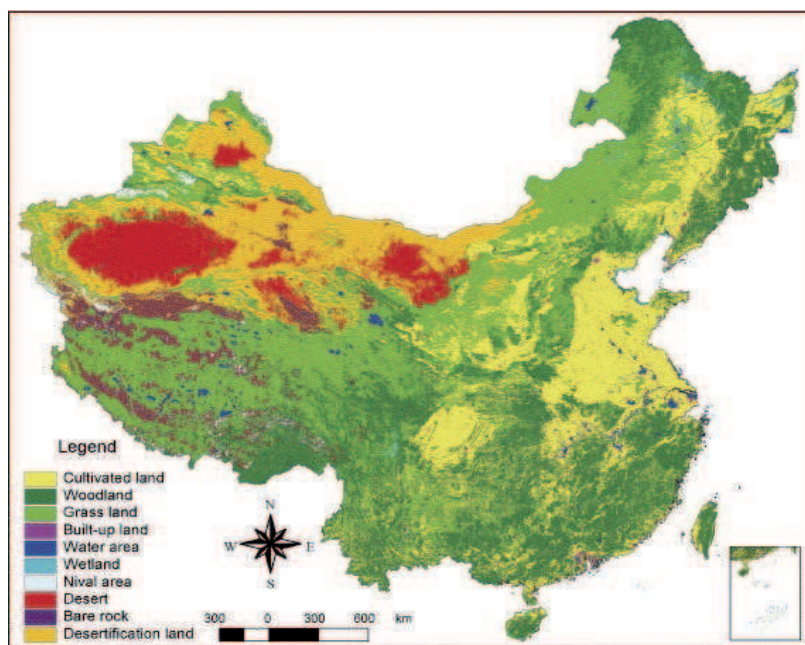 Legend
Cultivated land
Woodland
Grass land
Built-up land
Water area
Wetland
Nival area
Desert
Bare rock
Desertification land
N
W E
S
300 0 300 600 km